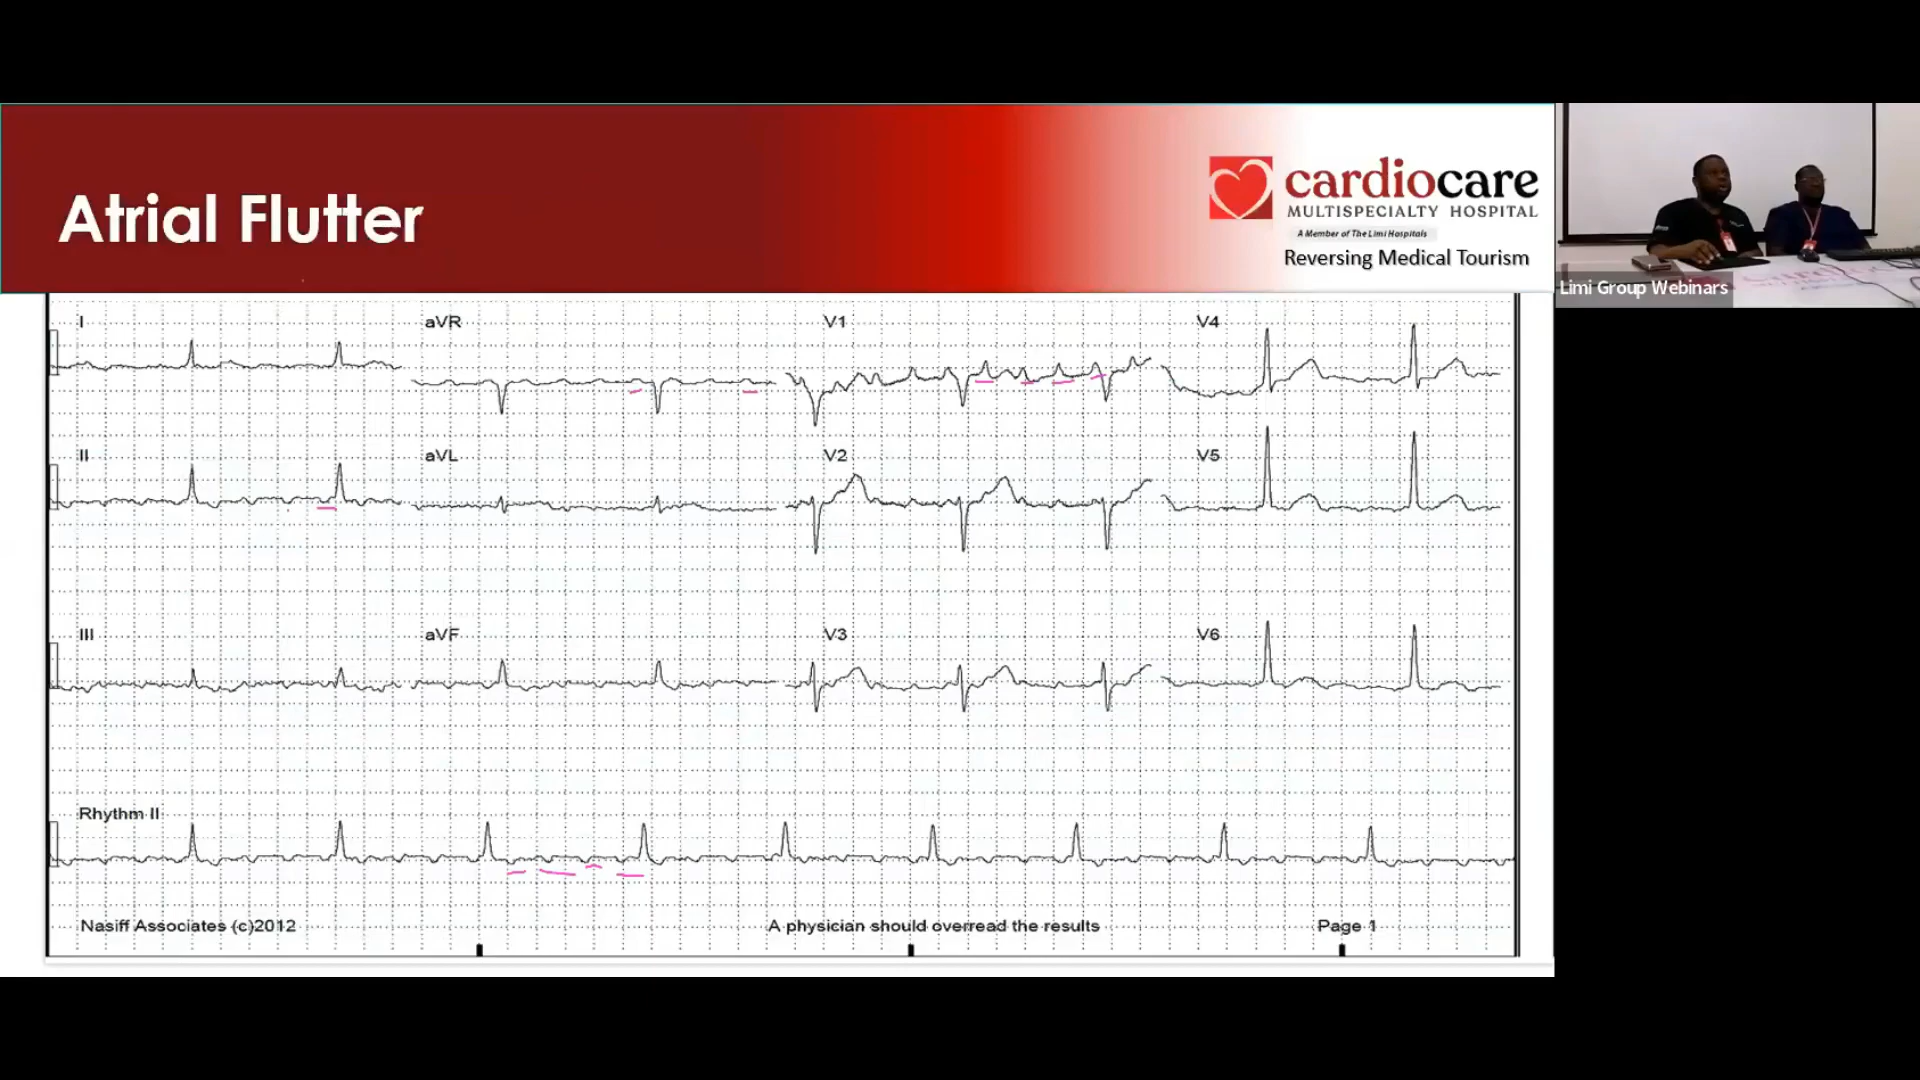 Atrial Flutter
cardiocare
MULTISPECIALTY HOSPITAL
A Member of The Limi Hospitals
Reversing Medical Tourism
Limi Group Webinars
I aVR V1 V4
II aVL V2 V5
III aVF V3 V6
Rhythm II
Nasiff Associates (c)2012 A physician should overread the results Page 1